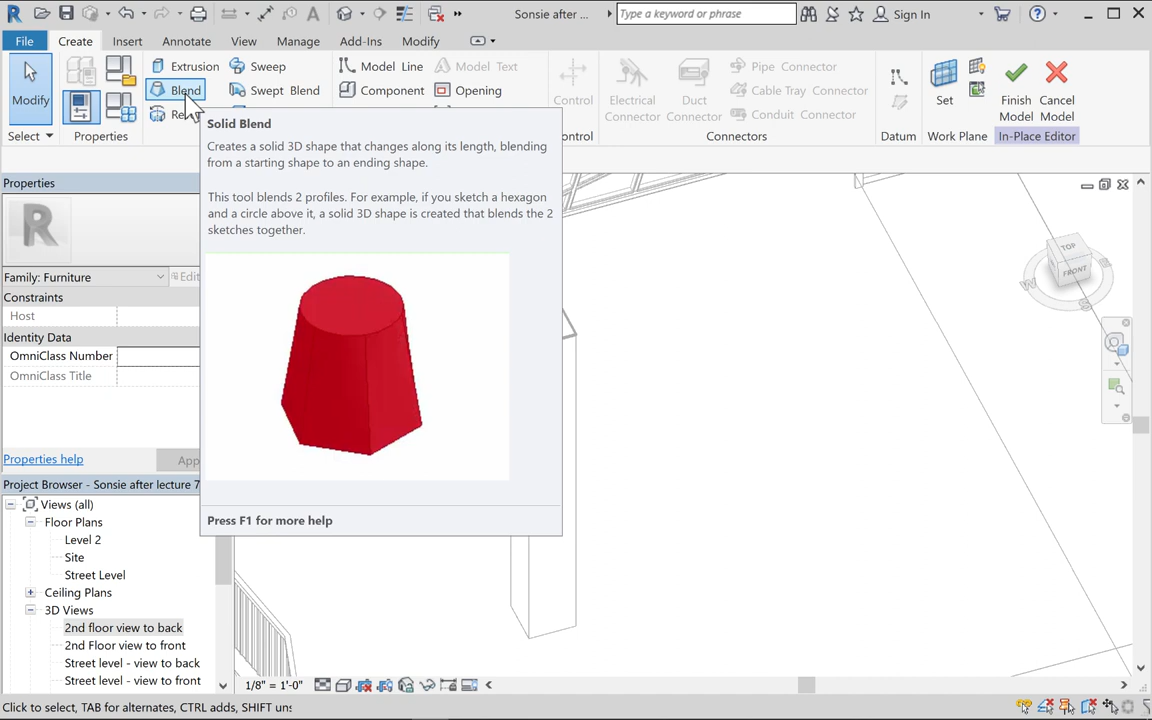 Sonsie after ...
Type a keyword or phrase
Sign In
File
Create
Insert
Annotate
View
Manage
Add-Ins
Modify
Modify
Select
Properties
Extrusion
Blend
Sweep
Swept Blend
Model Line
Component
Model Text
Opening
Control
Electrical
Connector
Duct
Connector
Pipe Connector
Cable Tray Connector
Conduit Connector
Connectors
Datum
Set
Work Plane
Finish
Model
Cancel
Model
In-Place Editor
Solid Blend
Creates a solid 3D shape that changes along its length, blending
from a starting shape to an ending shape.
This tool blends 2 profiles. For example, if you sketch a hexagon
and a circle above it, a solid 3D shape is created that blends the 2
sketches together.
Press F1 for more help
Properties
Family: Furniture
Edit
Constraints
Host
Identity Data
OmniClass Number
OmniClass Title
Properties help
App
Project Browser - Sonsie after lecture 7
Views (all)
Floor Plans
Level 2
Site
Street Level
Ceiling Plans
3D Views
2nd floor view to back
2nd Floor view to front
Street level - view to back
Street level - view to front
TOP
FRONT
W
E
S
1/8" = 1'-0"
Click to select, TAB for alternates, CTRL adds, SHIFT uns